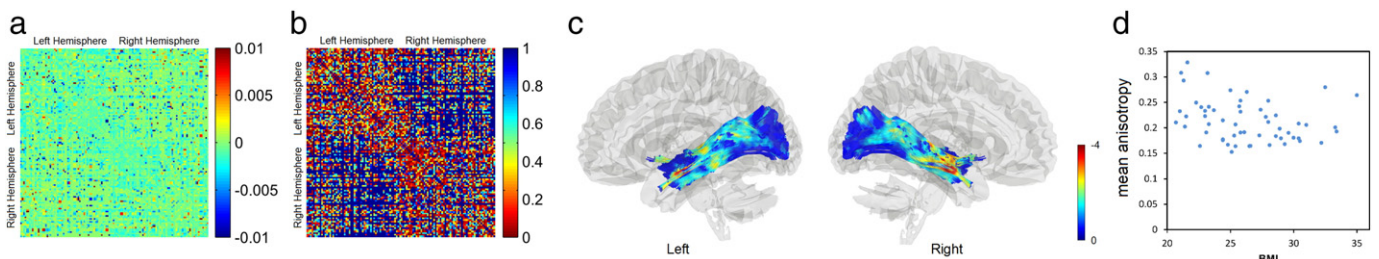 a b c d
Left Hemisphere Right Hemisphere
Left Hemisphere
Right Hemisphere
0.01
0.005
0
-0.005
-0.01
Left Hemisphere Right Hemisphere
Left Hemisphere
Right Hemisphere
1
0.8
0.6
0.4
0.2
0
Left
Right
-4
0
mean anisotropy
0.35
0.3
0.25
0.2
0.15
0.1
0.05
0
20 25 30 35
BMI